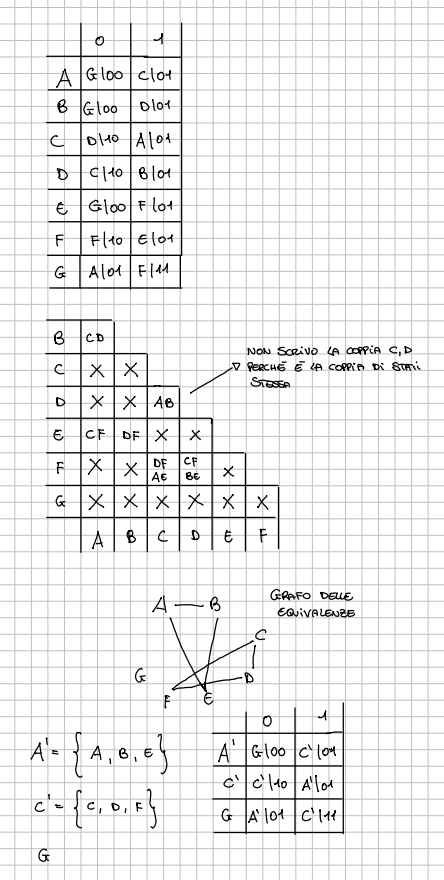 0 1
A G/00 C/01
B G/00 D/01
C D/10 A/01
D C/10 B/01
E G/00 F/01
F F/10 E/01
G A/01 F/11
B CD
C X X
D X X AB
E CF DF X X
F X X DF AE CF BE X
G X X X X X X
A B C D E F
NON SCRIVO LA COPPIA C,D
PERCHÉ È LA COPPIA DI STATI
STESSA
GRAFO DELLE
EQUIVALENZE
A B
C
G D
F E
A' = { A, B, E }
C' = { C, D, F }
G
0 1
A' G/00 C'/01
C' C'/10 A'/01
G A'/01 C'/11